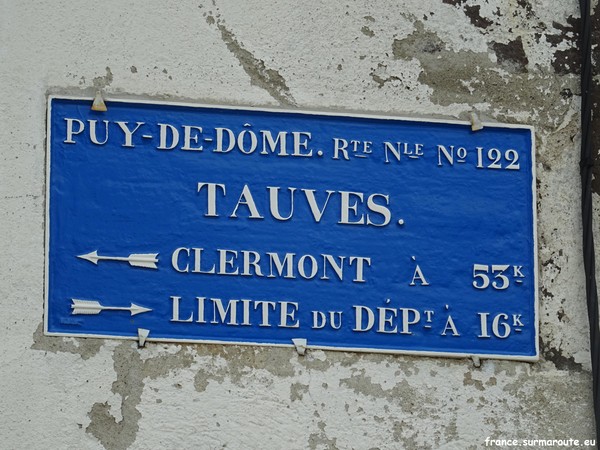 PUY-DE-DÔME. RTE NLE NO 122
TAUVES.
CLERMONT À 53K
LIMITE DU DÉPT À 16K
france.surmaroute.eu